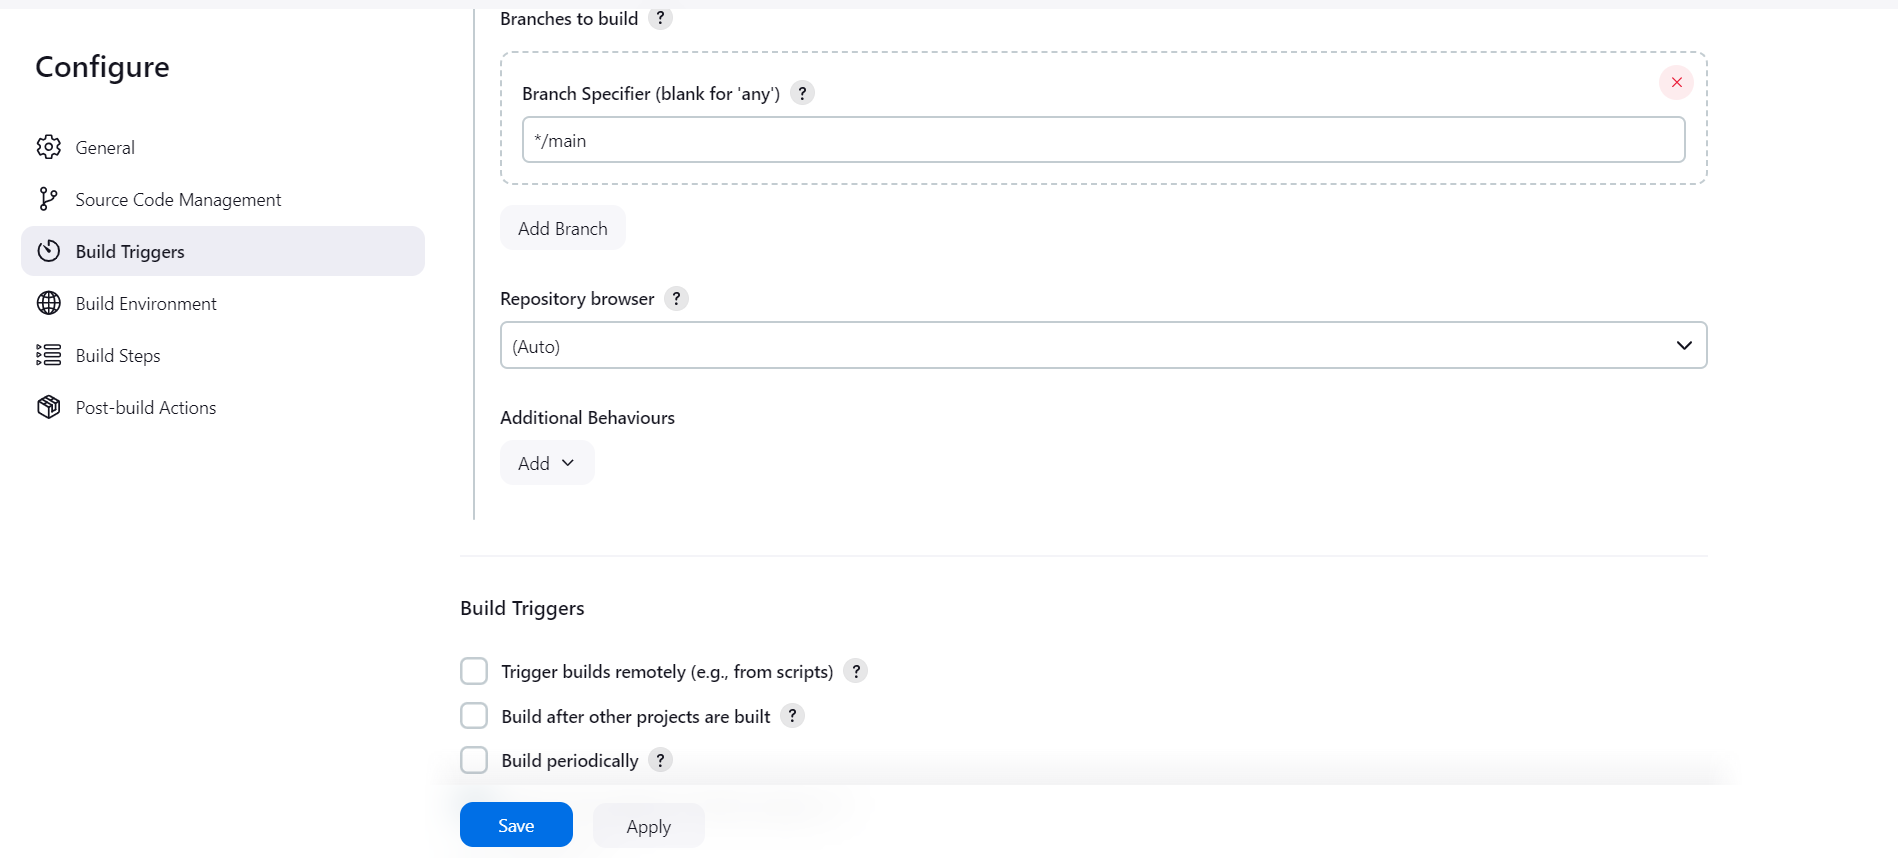 Configure
General
Source Code Management
Build Triggers
Build Environment
Build Steps
Post-build Actions
Branches to build ?
Branch Specifier (blank for 'any') ?
*/main
Add Branch
Repository browser ?
(Auto)
Additional Behaviours
Add
Build Triggers
Trigger builds remotely (e.g., from scripts) ?
Build after other projects are built ?
Build periodically ?
Save
Apply